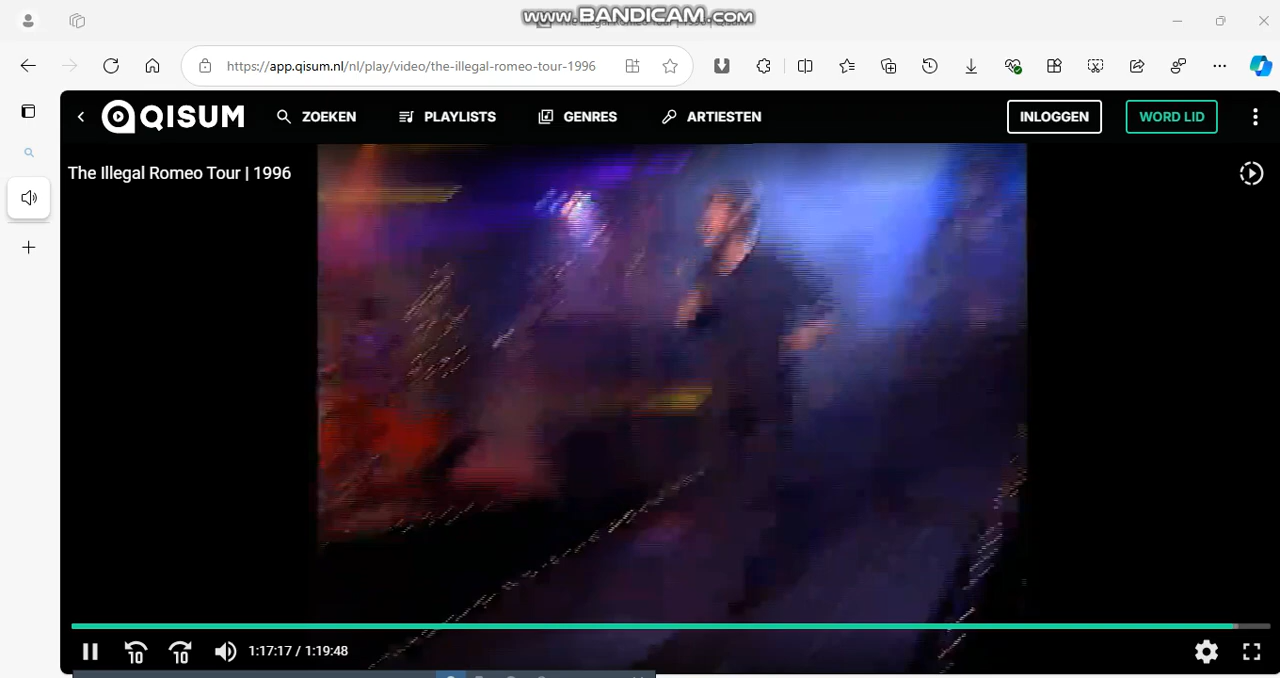 www.BANDICAM.com
https://app.qisum.nl/nl/play/video/the-illegal-romeo-tour-1996
QISUM
ZOEKEN
PLAYLISTS
GENRES
ARTIESTEN
INLOGGEN
WORD LID
The Illegal Romeo Tour | 1996
10
10
1:17:17 / 1:19:48